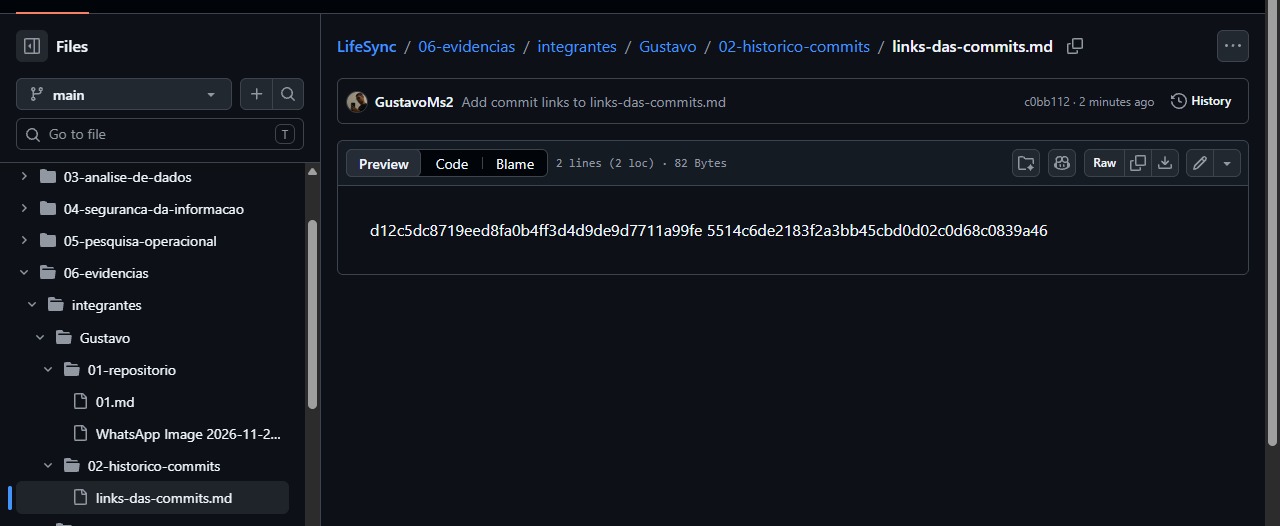 Files
main
Go to file
T
03-analise-de-dados
04-seguranca-da-informacao
05-pesquisa-operacional
06-evidencias
integrantes
Gustavo
01-repositorio
01.md
WhatsApp Image 2026-11-2...
02-historico-commits
links-das-commits.md
LifeSync / 06-evidencias / integrantes / Gustavo / 02-historico-commits / links-das-commits.md
GustavoMs2 Add commit links to links-das-commits.md c0bb112 · 2 minutes ago History
Preview Code Blame 2 lines (2 loc) · 82 Bytes Raw
d12c5dc8719eed8fa0b4ff3d4d9de9d7711a99fe 5514c6de2183f2a3bb45cbd0d02c0d68c0839a46